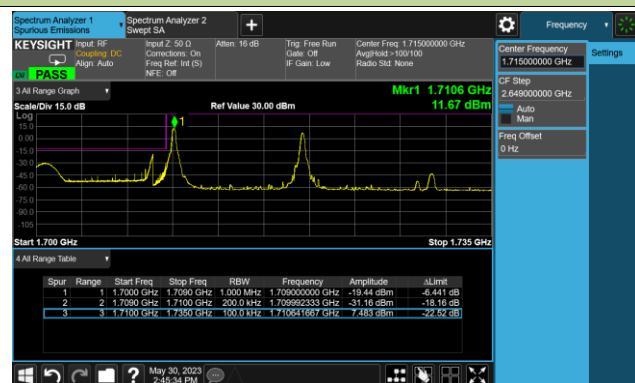 Spectrum Analyzer 1
Spurious Emissions
Spectrum Analyzer 2
Swept SA
Frequency
KEYSIGHT
Input: RF
Coupling: DC
Align: Auto
Input Z: 50 Ω
Corrections: On
Freq Ref: Int (S)
NFE: Off
Atten: 16 dB
Trig: Free Run
Gate: Off
IF Gain: Low
Center Freq: 1.715000000 GHz
Avg|Hold:>100/100
Radio Std: None
PASS
3 All Range Graph
Mkr1 1.7106 GHz
Scale/Div 15.0 dB
Ref Value 30.00 dBm
11.67 dBm
Log
15.0
0.00
-15.0
-30.0
-45.0
-60.0
-75.0
-90.0
-105
1
Start 1.700 GHz
Stop 1.735 GHz
4 All Range Table
Spur Range Start Freq Stop Freq RBW Frequency Amplitude ΔLimit
1 1 1.7000 GHz 1.7090 GHz 1.000 MHz 1.709000000 GHz -19.44 dBm -6.441 dB
2 2 1.7090 GHz 1.7100 GHz 200.0 kHz 1.709992333 GHz -31.16 dBm -18.16 dB
3 3 1.7100 GHz 1.7350 GHz 100.0 kHz 1.710641667 GHz 7.483 dBm -22.52 dB
May 30, 2023
2:45:34 PM
Center Frequency
1.715000000 GHz
Settings
CF Step
2.649000000 GHz
Auto
Man
Freq Offset
0 Hz